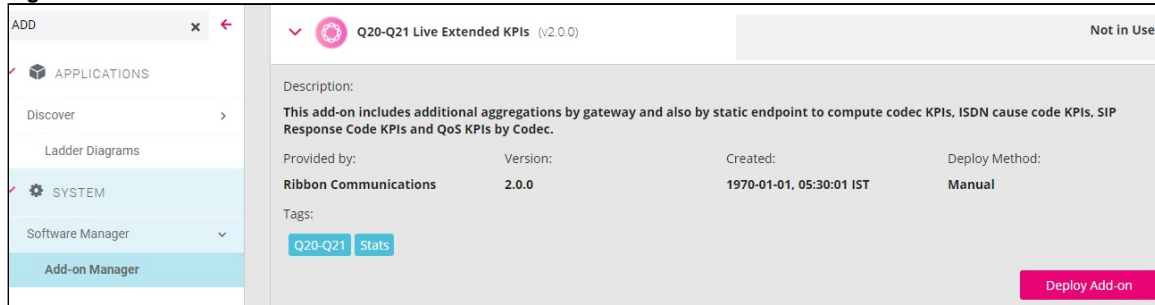 ADD
APPLICATIONS
Discover
Ladder Diagrams
SYSTEM
Software Manager
Add-on Manager
Q20-Q21 Live Extended KPIs (v2.0.0)
Not in Use
Description:
This add-on includes additional aggregations by gateway and also by static endpoint to compute codec KPIs, ISDN cause code KPIs, SIP
Response Code KPIs and QoS KPIs by Codec.
Provided by: Version: Created: Deploy Method:
Ribbon Communications 2.0.0 1970-01-01, 05:30:01 IST Manual
Tags:
Q20-Q21 Stats
Deploy Add-on